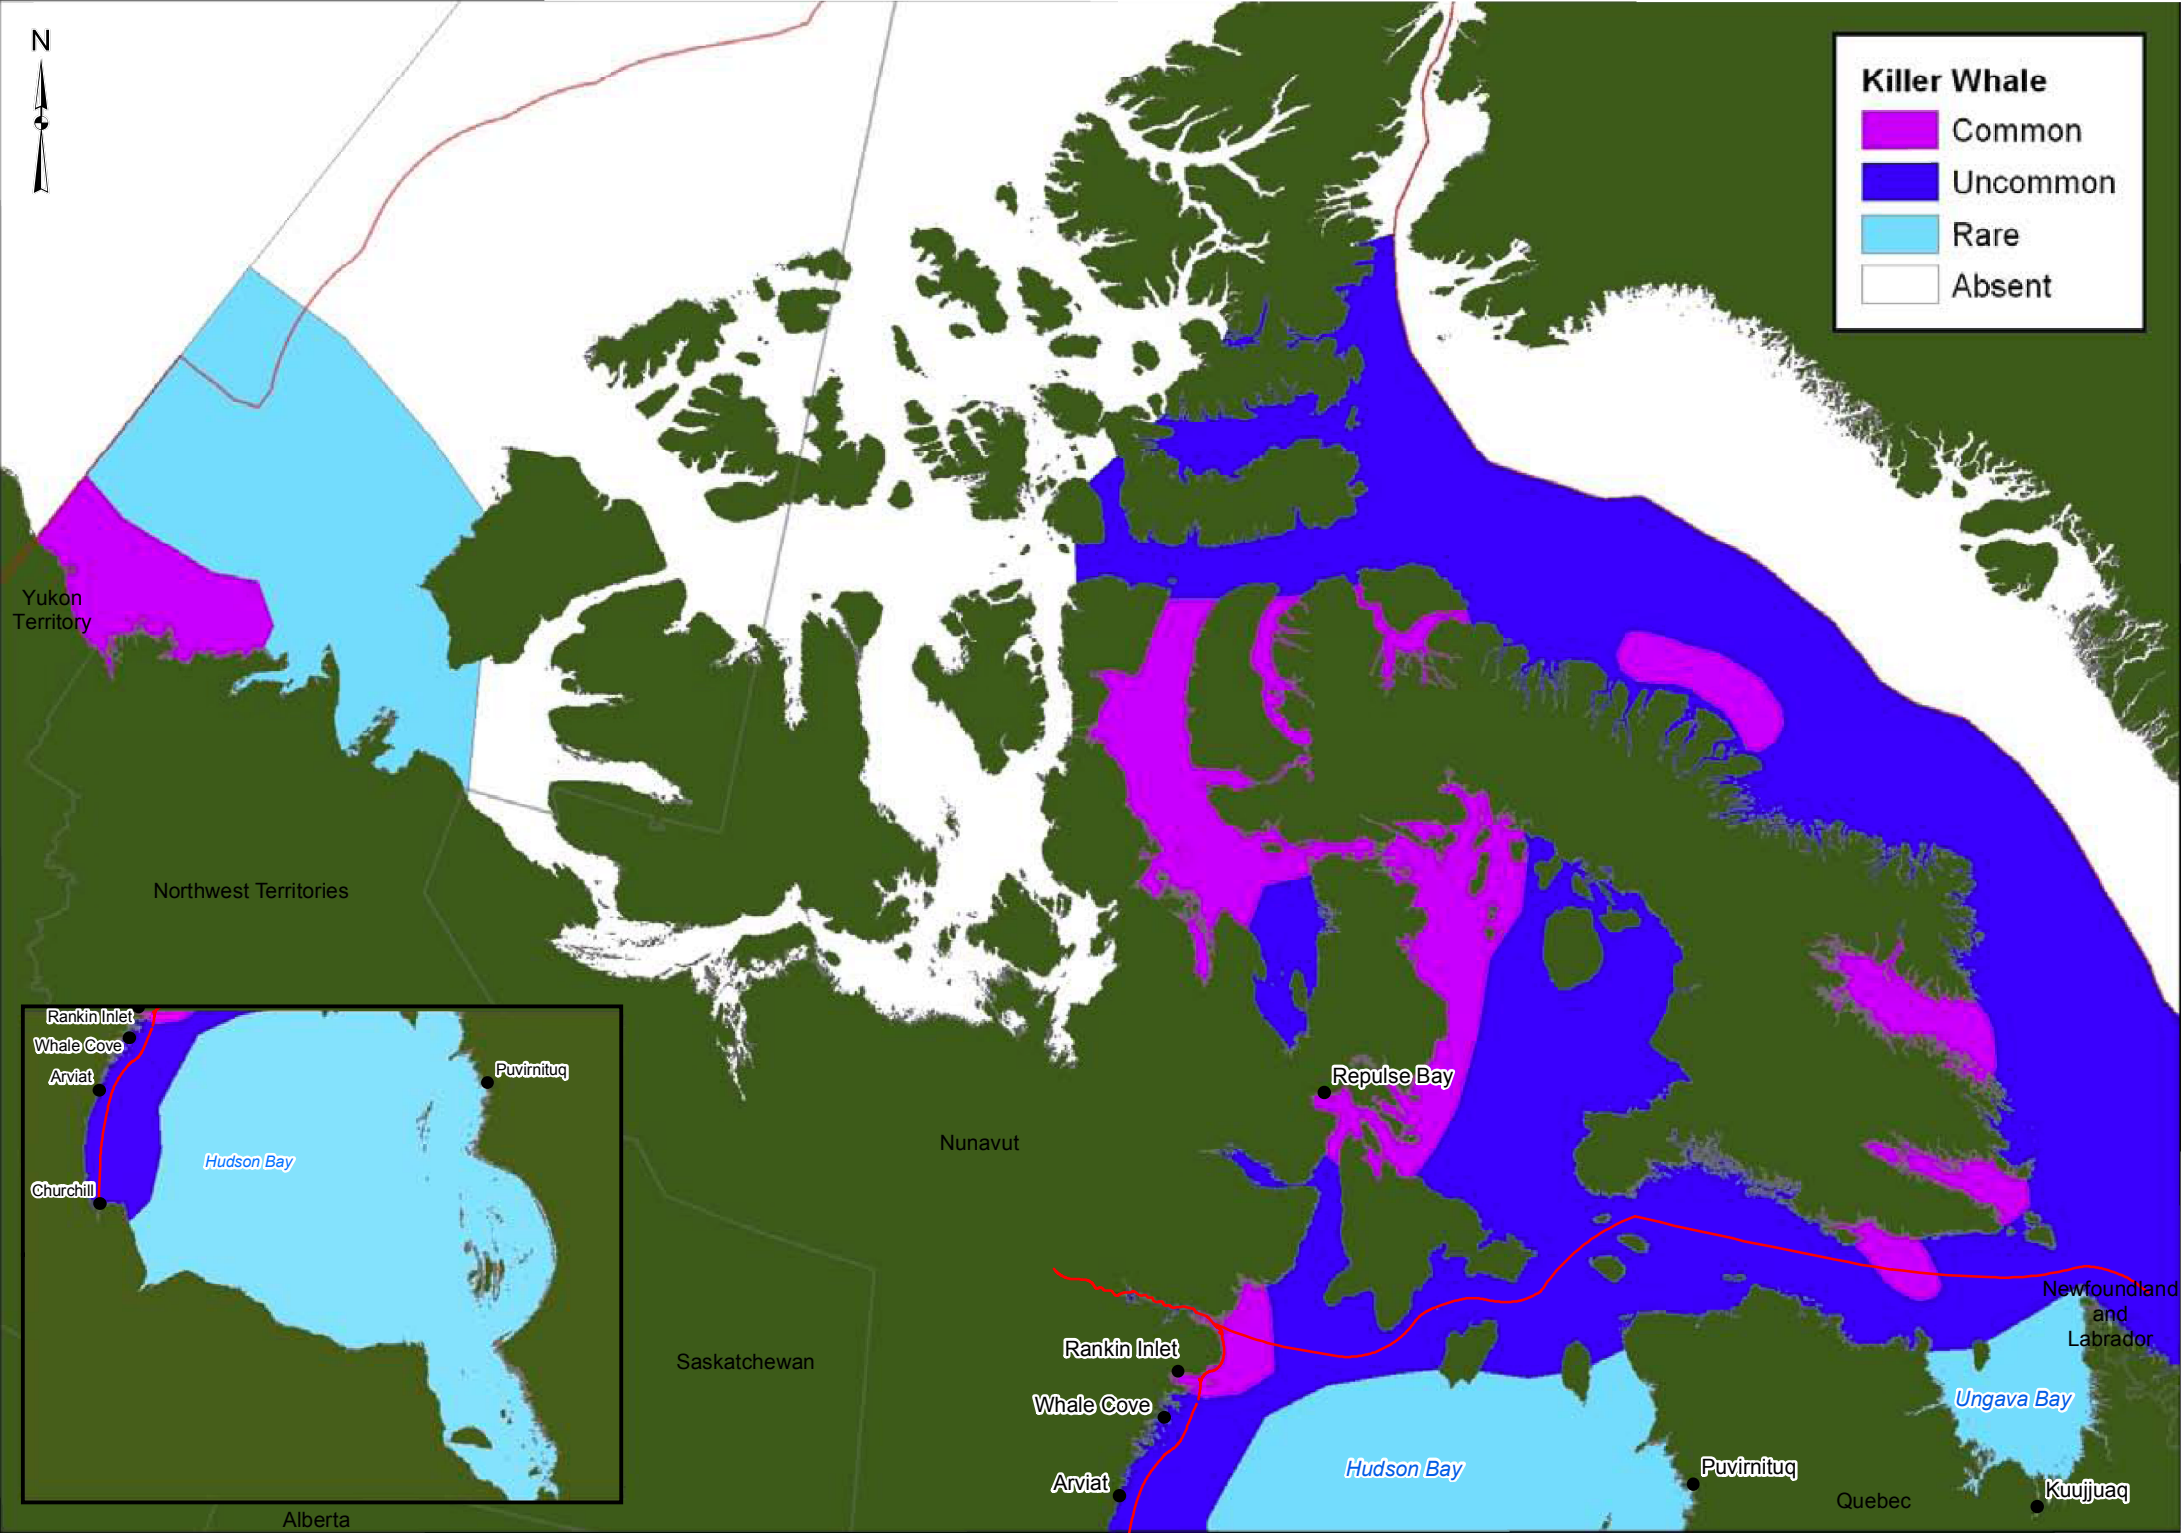 N
Killer Whale
Common
Uncommon
Rare
Absent
Yukon
Territory
Northwest Territories
Rankin Inlet
Whale Cove
Arviat
Puvirnituq
Hudson Bay
Churchill
Repulse Bay
Nunavut
Newfoundland
and
Labrador
Rankin Inlet
Saskatchewan
Whale Cove
Ungava Bay
Hudson Bay
Puvirnituq
Arviat
Kuujjuaq
Quebec
Alberta